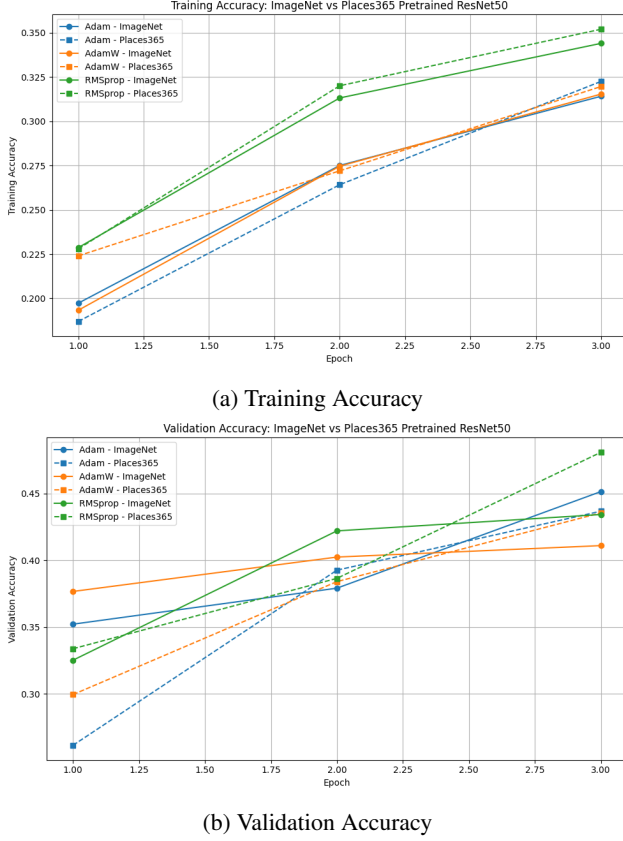 Training Accuracy: ImageNet vs Places365 Pretrained ResNet50
Adam - ImageNet
Adam - Places365
AdamW - ImageNet
AdamW - Places365
RMSprop - ImageNet
RMSprop - Places365
0.350
0.325
0.300
0.275
0.250
0.225
0.200
Training Accuracy
1.00 1.25 1.50 1.75 2.00 2.25 2.50 2.75 3.00
Epoch
(a) Training Accuracy
Validation Accuracy: ImageNet vs Places365 Pretrained ResNet50
Adam - ImageNet
Adam - Places365
AdamW - ImageNet
AdamW - Places365
RMSprop - ImageNet
RMSprop - Places365
0.45
0.40
0.35
0.30
Validation Accuracy
1.00 1.25 1.50 1.75 2.00 2.25 2.50 2.75 3.00
Epoch
(b) Validation Accuracy